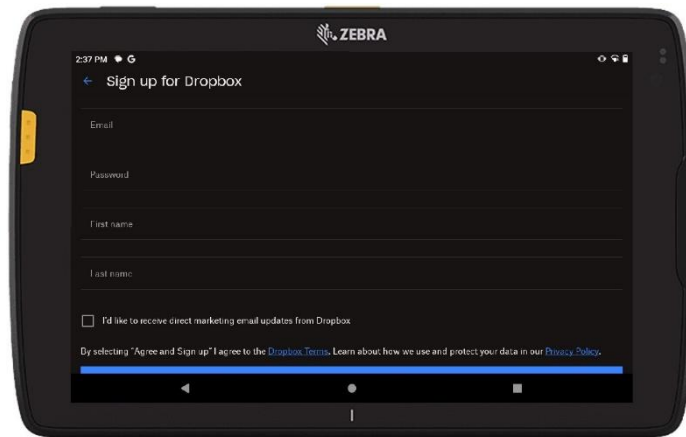 ZEBRA
2:37 PM G
Sign up for Dropbox
Email
Password
First name
Last name
I'd like to receive direct marketing email updates from Dropbox
By selecting "Agree and Sign up" I agree to the Dropbox Terms. Learn about how we use and protect your data in our Privacy Policy.